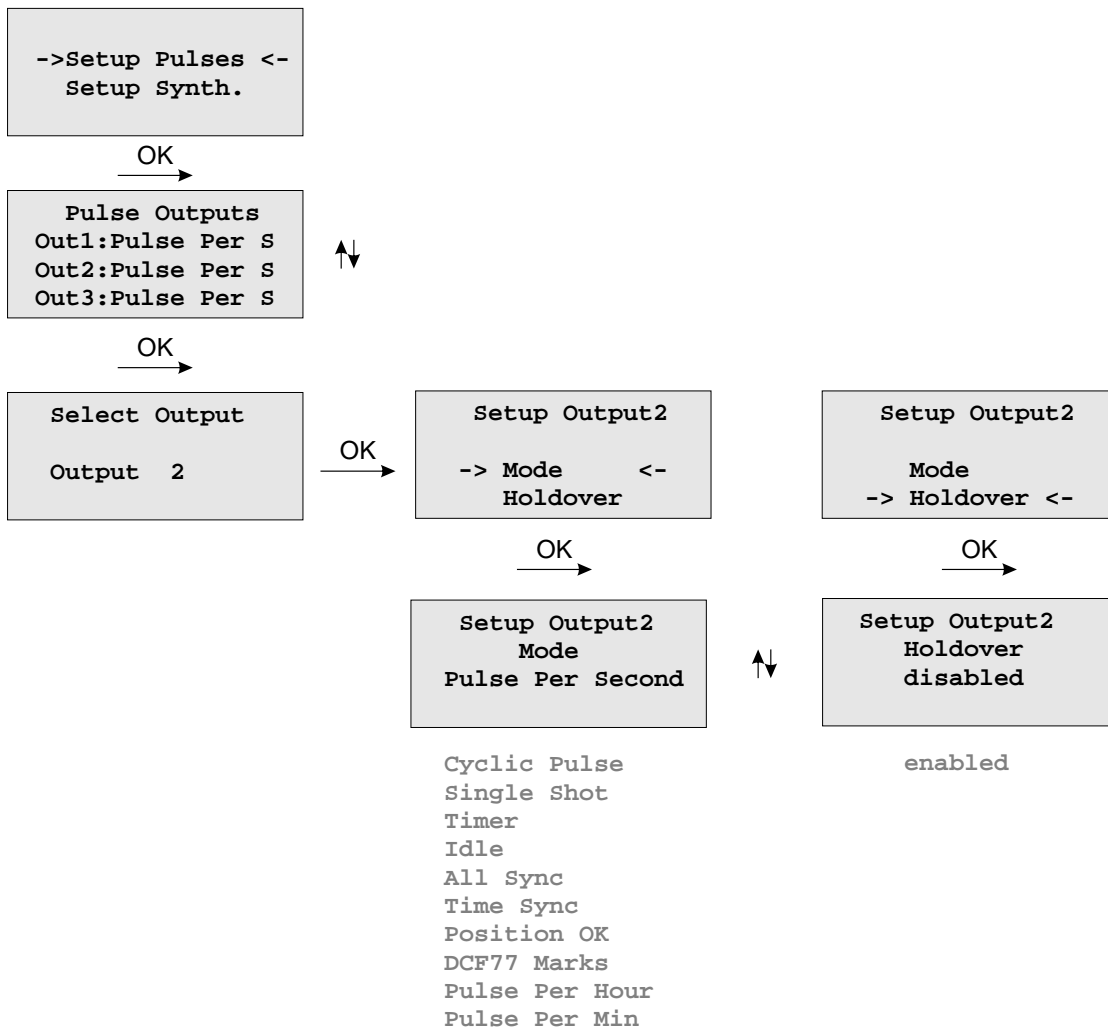 ->Setup Pulses <-
Setup Synth.
OK
Pulse Outputs
Out1:Pulse Per S
Out2:Pulse Per S
Out3:Pulse Per S
OK
Select Output
Output 2
OK
Setup Output2
-> Mode <-
Holdover
OK
Setup Output2
Mode
Pulse Per Second
Cyclic Pulse
Single Shot
Timer
Idle
All Sync
Time Sync
Position OK
DCF77 Marks
Pulse Per Hour
Pulse Per Min
Setup Output2
Mode
-> Holdover <-
OK
Setup Output2
Holdover
disabled
enabled